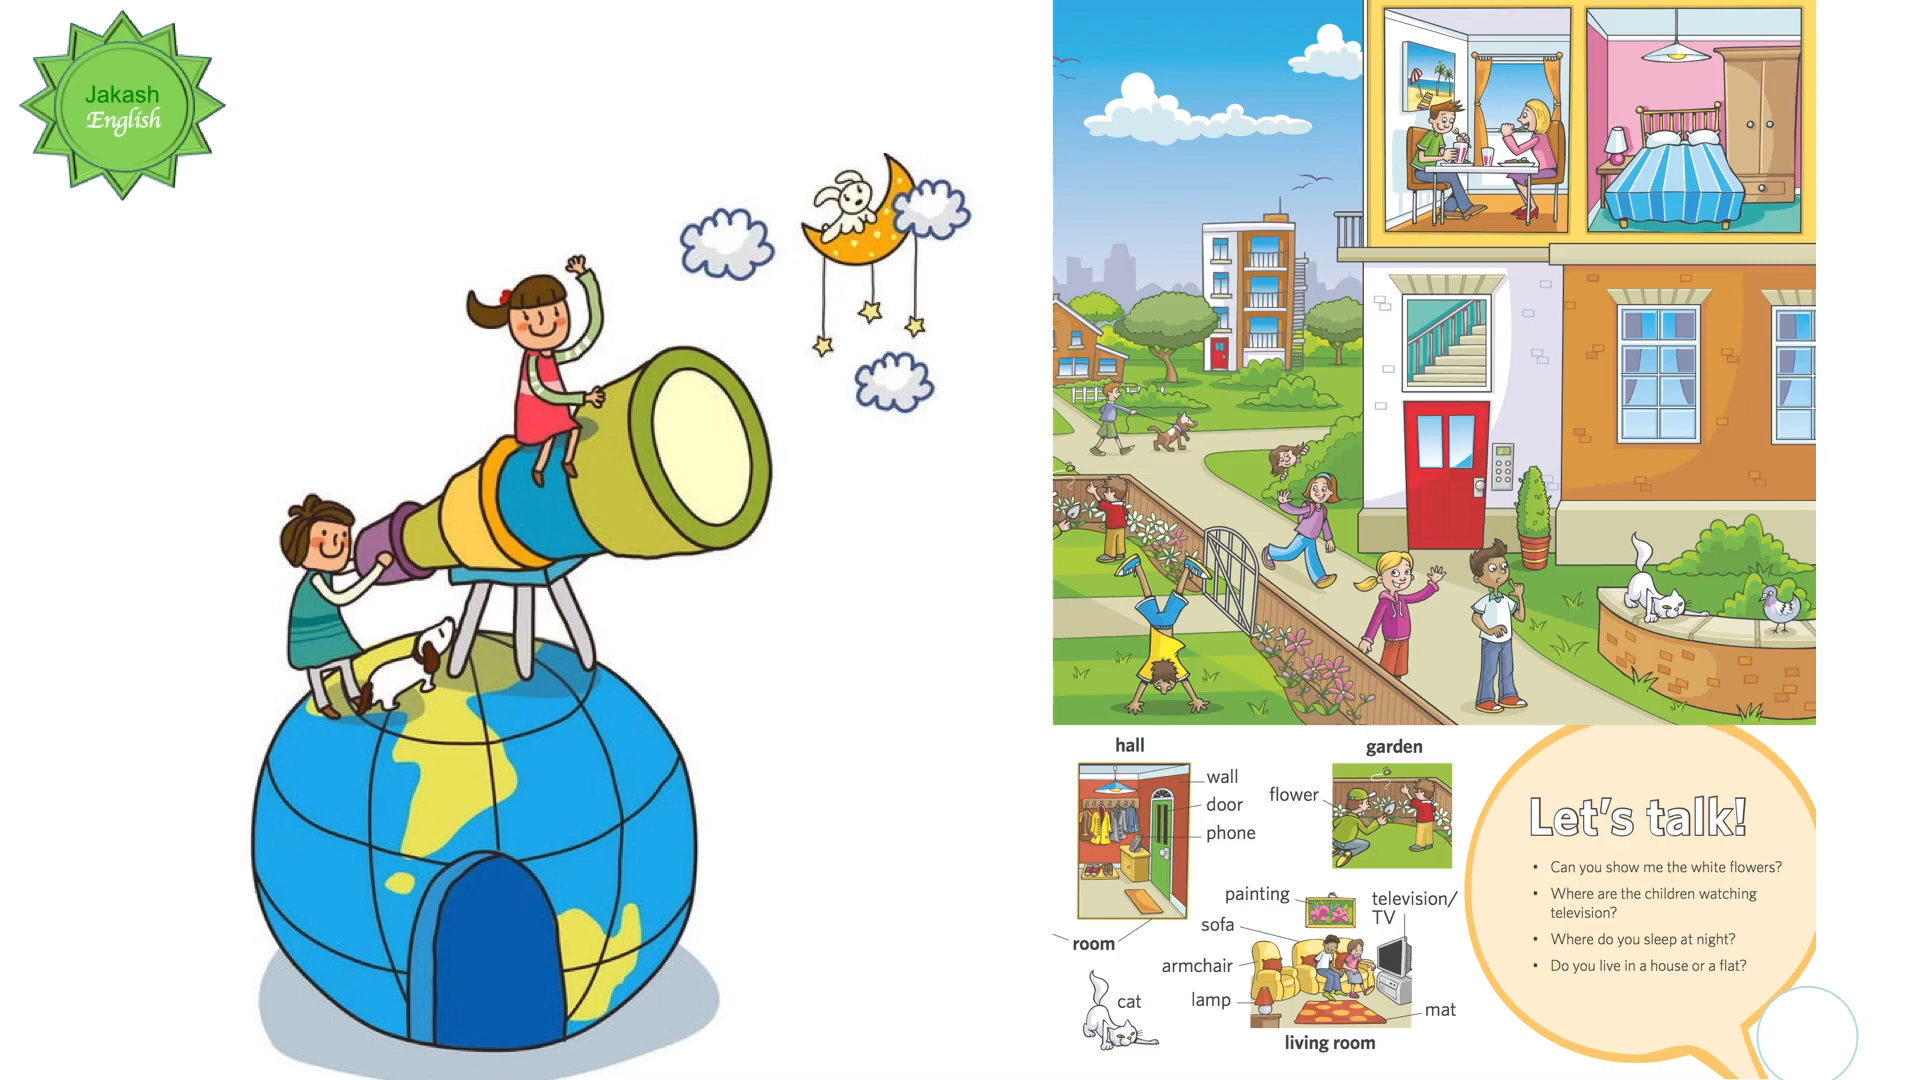 Jakash
English
hall
wall
door
phone
room
cat
garden
flower
painting
television/
TV
sofa
armchair
lamp
mat
living room
Let's talk!
• Can you show me the white flowers?
• Where are the children watching
television?
• Where do you sleep at night?
• Do you live in a house or a flat?